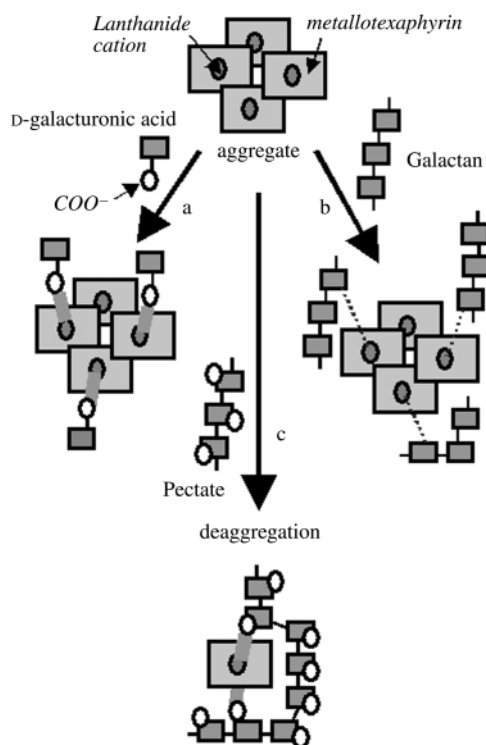 Lanthanide
cation
metallotexaphyrin
D-galacturonic acid
aggregate
Galactan
COO⁻
a
b
c
Pectate
deaggregation